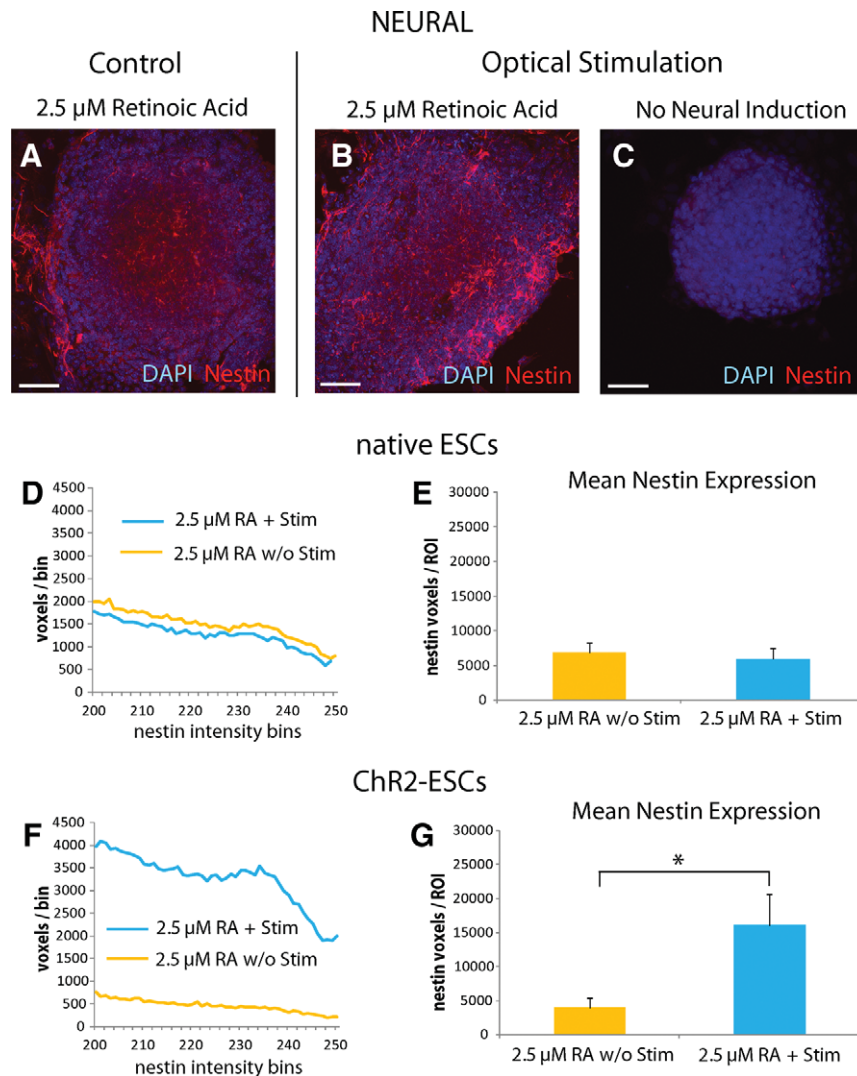 NEURAL
Control
Optical Stimulation
2.5 µM Retinoic Acid
2.5 µM Retinoic Acid
No Neural Induction
A
B
C
DAPI Nestin
DAPI Nestin
DAPI Nestin
native ESCs
D
4500
4000
3500
3000
2500
2000
1500
1000
500
0
voxels / bin
2.5 µM RA + Stim
2.5 µM RA w/o Stim
200 210 220 230 240 250
nestin intensity bins
E
Mean Nestin Expression
30000
25000
20000
15000
10000
5000
0
nestin voxels / ROI
2.5 µM RA w/o Stim
2.5 µM RA + Stim
ChR2-ESCs
F
4500
4000
3500
3000
2500
2000
1500
1000
500
0
voxels / bin
2.5 µM RA + Stim
2.5 µM RA w/o Stim
200 210 220 230 240 250
nestin intensity bins
G
Mean Nestin Expression
30000
25000
20000
15000
10000
5000
0
nestin voxels / ROI
*
2.5 µM RA w/o Stim
2.5 µM RA + Stim